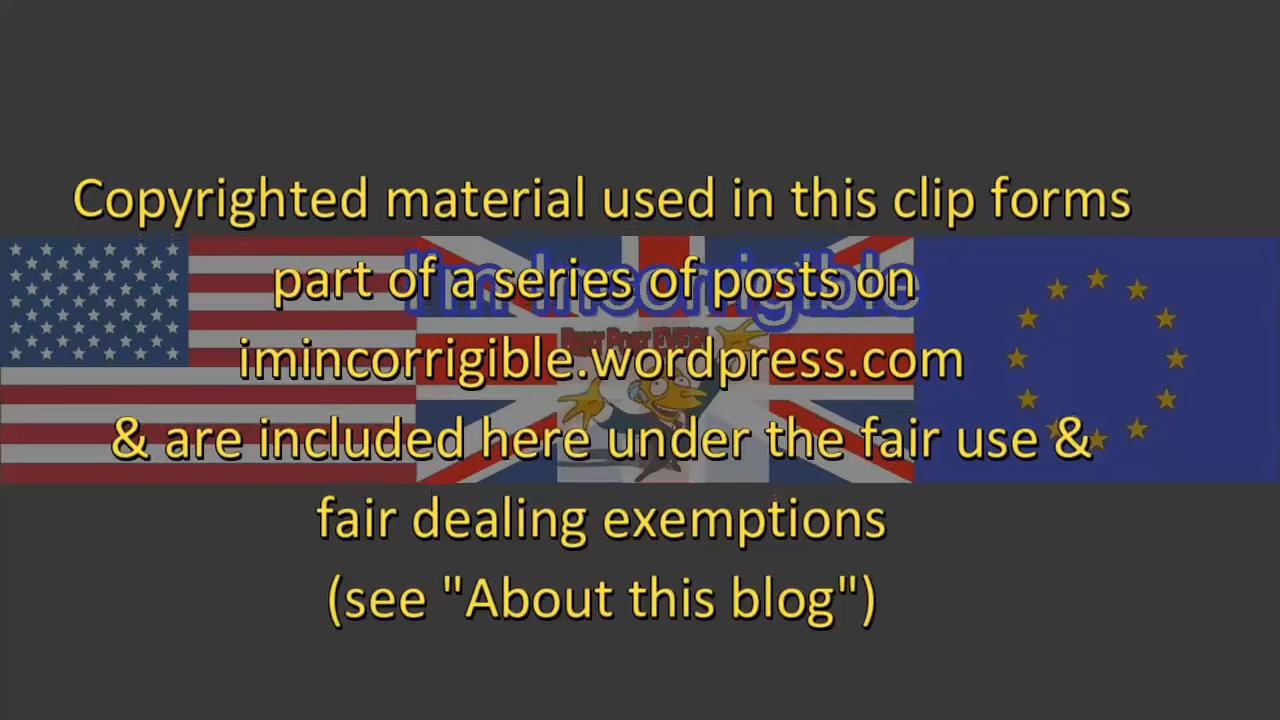 Copyrighted material used in this clip forms
part of a series of posts on
I'm Incorrigible
imincorrigible.wordpress.com
& are included here under the fair use &
fair dealing exemptions
(see "About this blog")